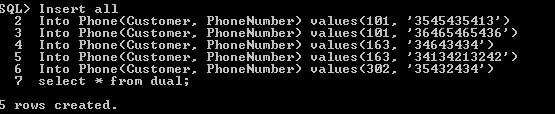 SQL> Insert all
2 Into Phone(Customer, PhoneNumber) values(101, '3545435413')
3 Into Phone(Customer, PhoneNumber) values(101, '36465465436')
4 Into Phone(Customer, PhoneNumber) values(163, '34643434')
5 Into Phone(Customer, PhoneNumber) values(163, '34134213242')
6 Into Phone(Customer, PhoneNumber) values(302, '35432434')
7 select * from dual;
5 rows created.